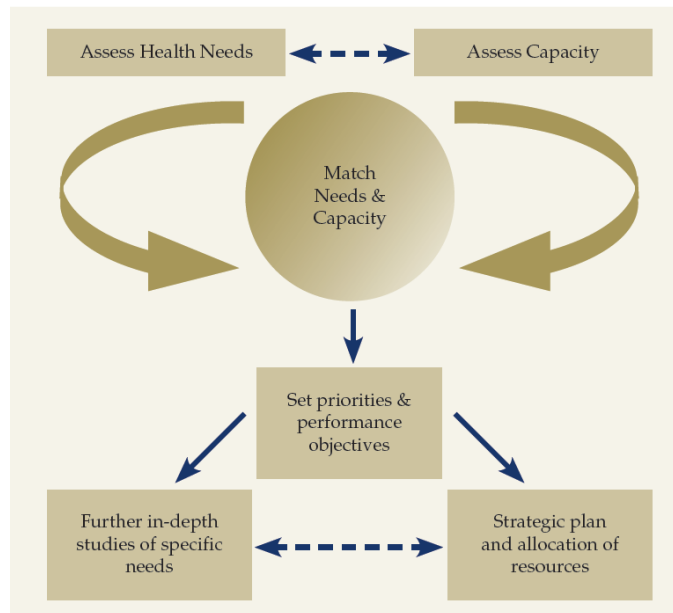 Assess Health Needs
Assess Capacity
Match
Needs &
Capacity
Set priorities &
performance
objectives
Further in-depth
studies of specific
needs
Strategic plan
and allocation of
resources